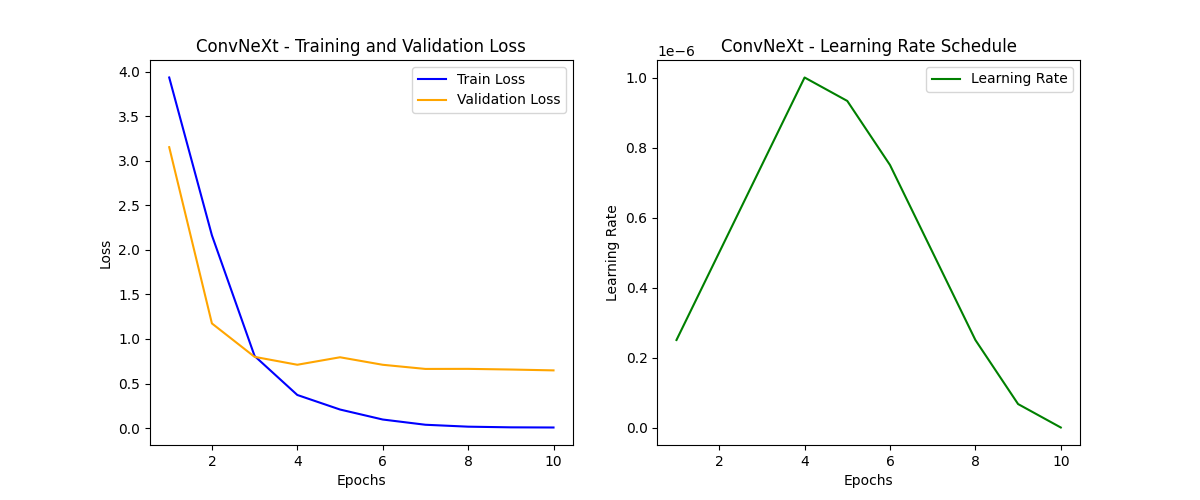 ConvNeXt - Training and Validation Loss
4.0
3.5
3.0
2.5
2.0
1.5
1.0
0.5
0.0
Loss
Train Loss
Validation Loss
2
4
6
8
10
Epochs
ConvNeXt - Learning Rate Schedule
1e−6
1.0
0.8
0.6
0.4
0.2
0.0
Learning Rate
Learning Rate
2
4
6
8
10
Epochs